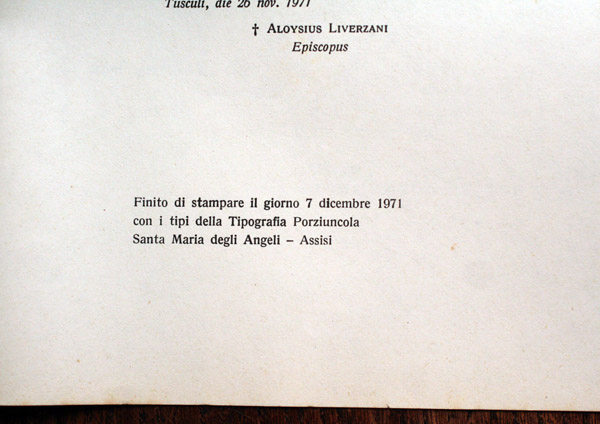 Tusculi, die 26 nov. 1971
† Aloysius Liverzani
Episcopus
Finito di stampare il giorno 7 dicembre 1971
con i tipi della Tipografia Porziuncola
Santa Maria degli Angeli – Assisi